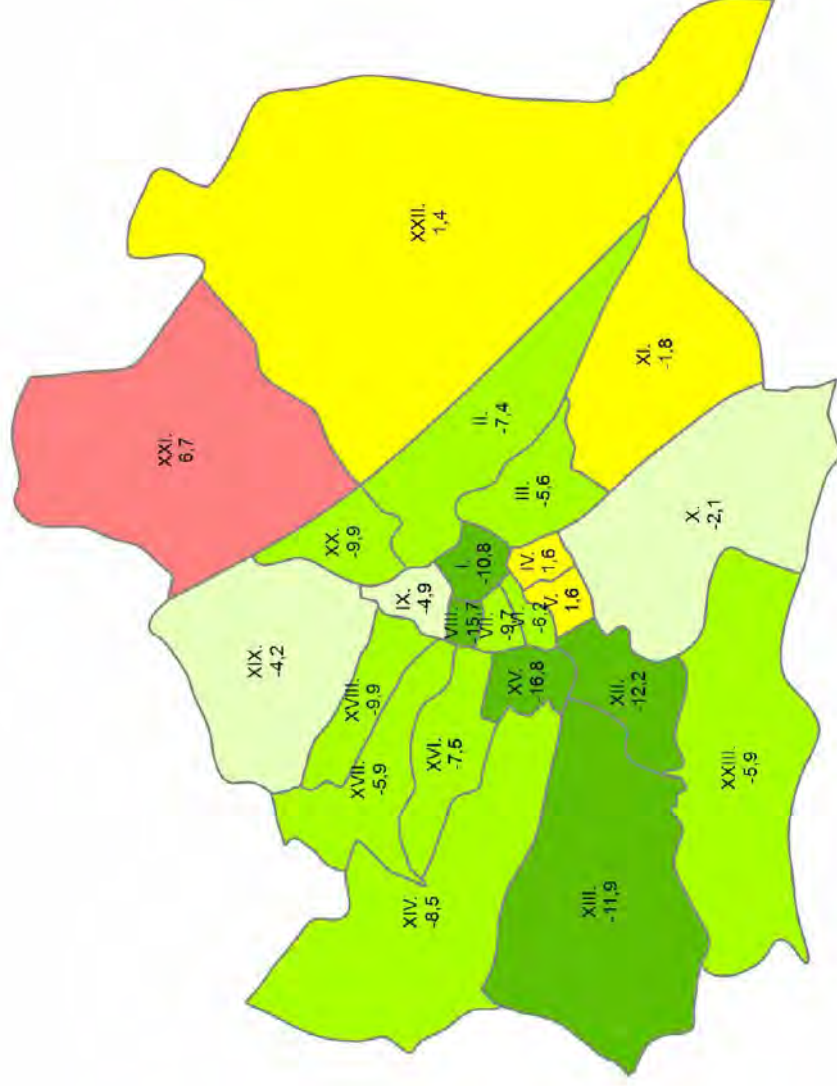 XXI.
6,7
XIX.
-4,2
XX.
-9,9
XVIII.
-9,9
XVII.
-5,9
IX.
-4,9
XIV.
-8,5
XXII.
1,4
XVI.
-7,5
VIII.
-15,7
I.
-10,8
II.
-7,4
VII.
-9,7
XV.
16,8
VI.
-6,2
III.
-5,6
IV.
1,6
V.
1,6
XIII.
-11,9
XII.
-12,2
XI.
-1,8
X.
-2,1
XXIII.
-5,9